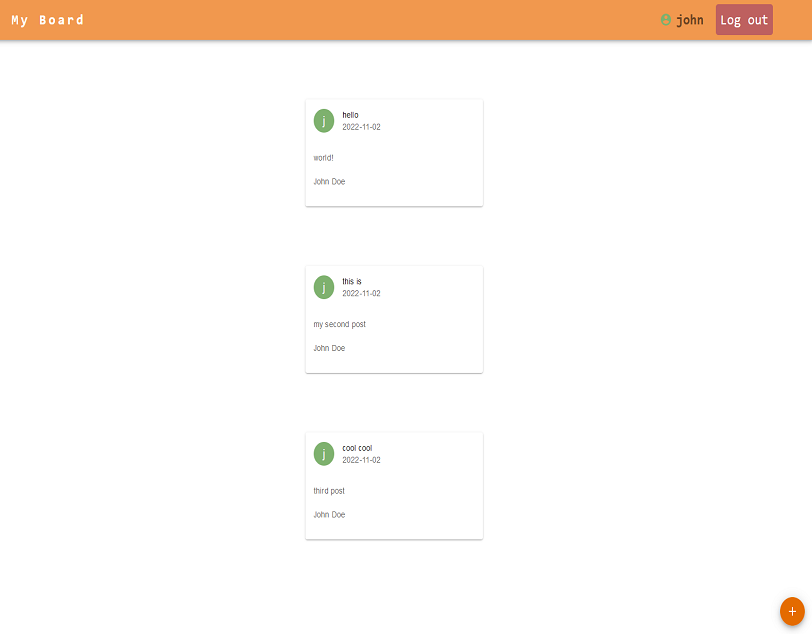 My Board
john
Log out
j
hello
2022-11-02
world!
John Doe
j
this is
2022-11-02
my second post
John Doe
j
cool cool
2022-11-02
third post
John Doe
+